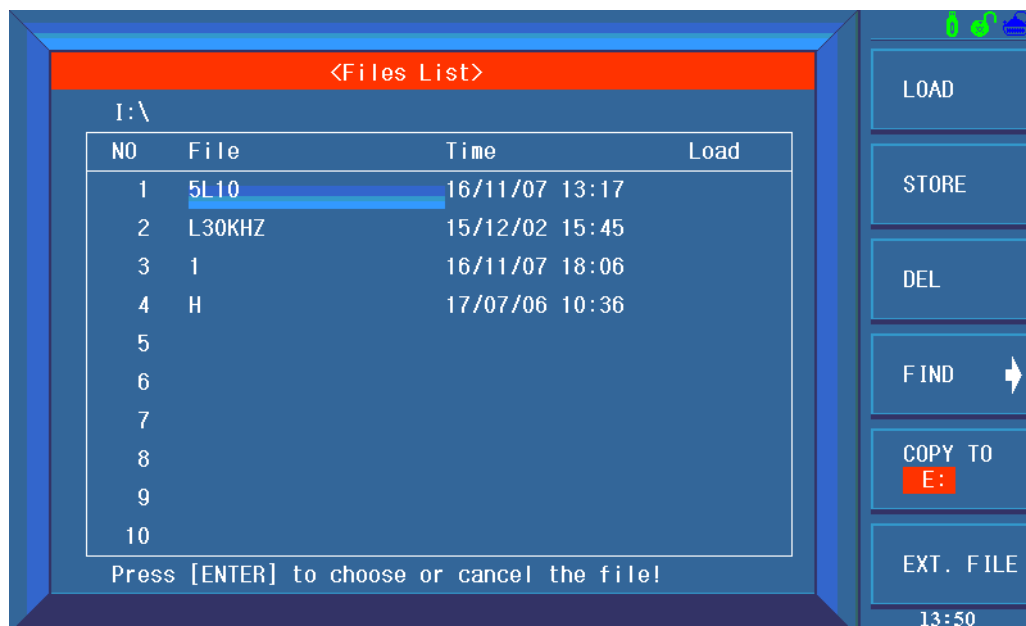 <Files List>
I:\
NO File Time Load
1 5L10 16/11/07 13:17
2 L30KHZ 15/12/02 15:45
3 1 16/11/07 18:06
4 H 17/07/06 10:36
5
6
7
8
9
10
Press [ENTER] to choose or cancel the file!
LOAD
STORE
DEL
FIND
COPY TO
E:
EXT. FILE
13:50